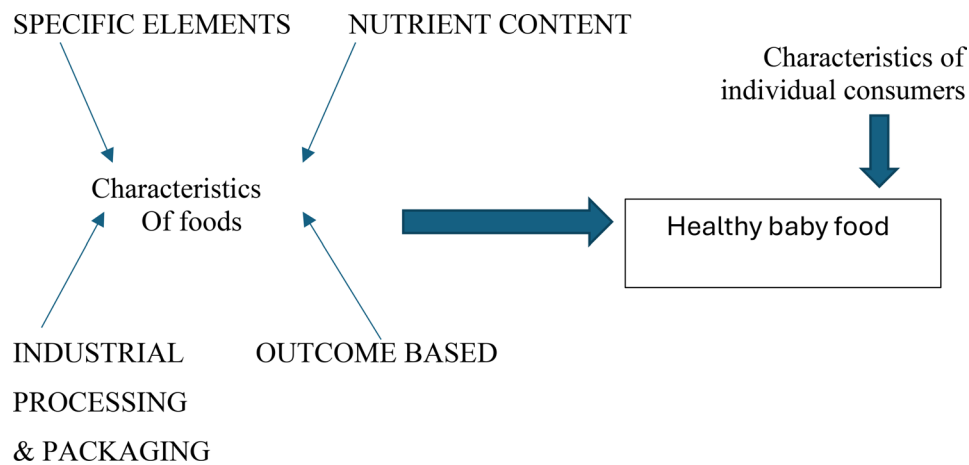 SPECIFIC ELEMENTS
NUTRIENT CONTENT
Characteristics of
individual consumers
Characteristics
Of foods
Healthy baby food
INDUSTRIAL
PROCESSING
& PACKAGING
OUTCOME BASED